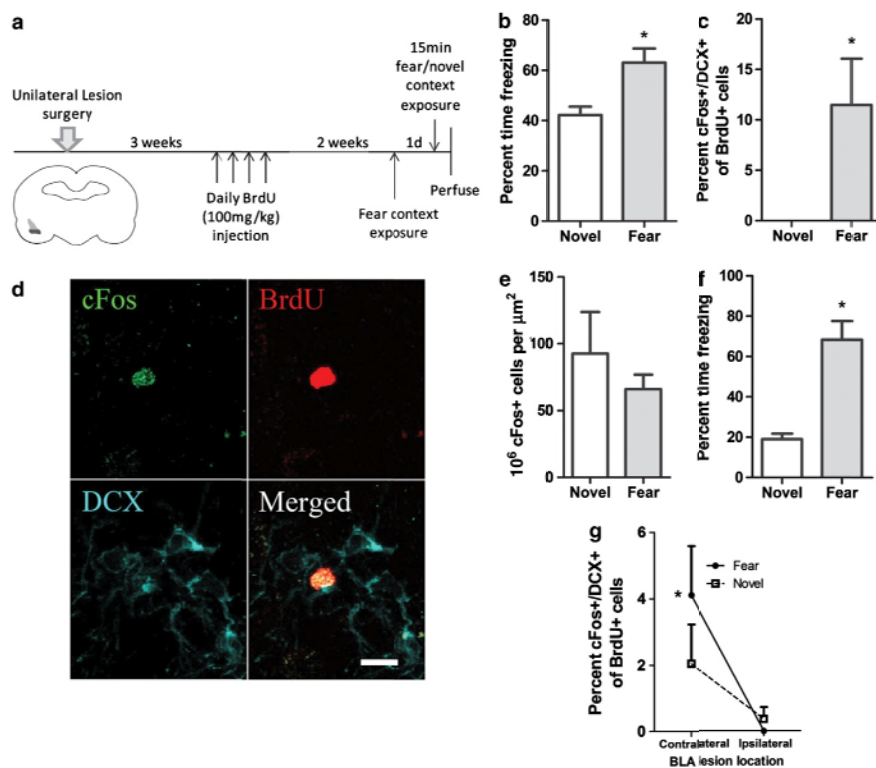 a
15min
fear/novel
context
exposure
Unilateral Lesion
surgery
3 weeks
2 weeks
1d
Daily BrdU
(100mg/kg)
injection
Fear context
exposure
Perfuse
b
Percent time freezing
80
60
40
20
0
*
Novel
Fear
c
Percent cFos+/DCX+
of BrdU+ cells
20
15
10
5
0
*
Novel
Fear
d
cFos
BrdU
DCX
Merged
e
10⁶ cFos+ cells per µm²
150
100
50
0
Novel
Fear
f
Percent time freezing
100
80
60
40
20
0
*
Novel
Fear
g
Percent cFos+/DCX+
of BrdU+ cells
6
4
2
0
*
Fear
Novel
Contralateral
Ipsilateral
BLA lesion location